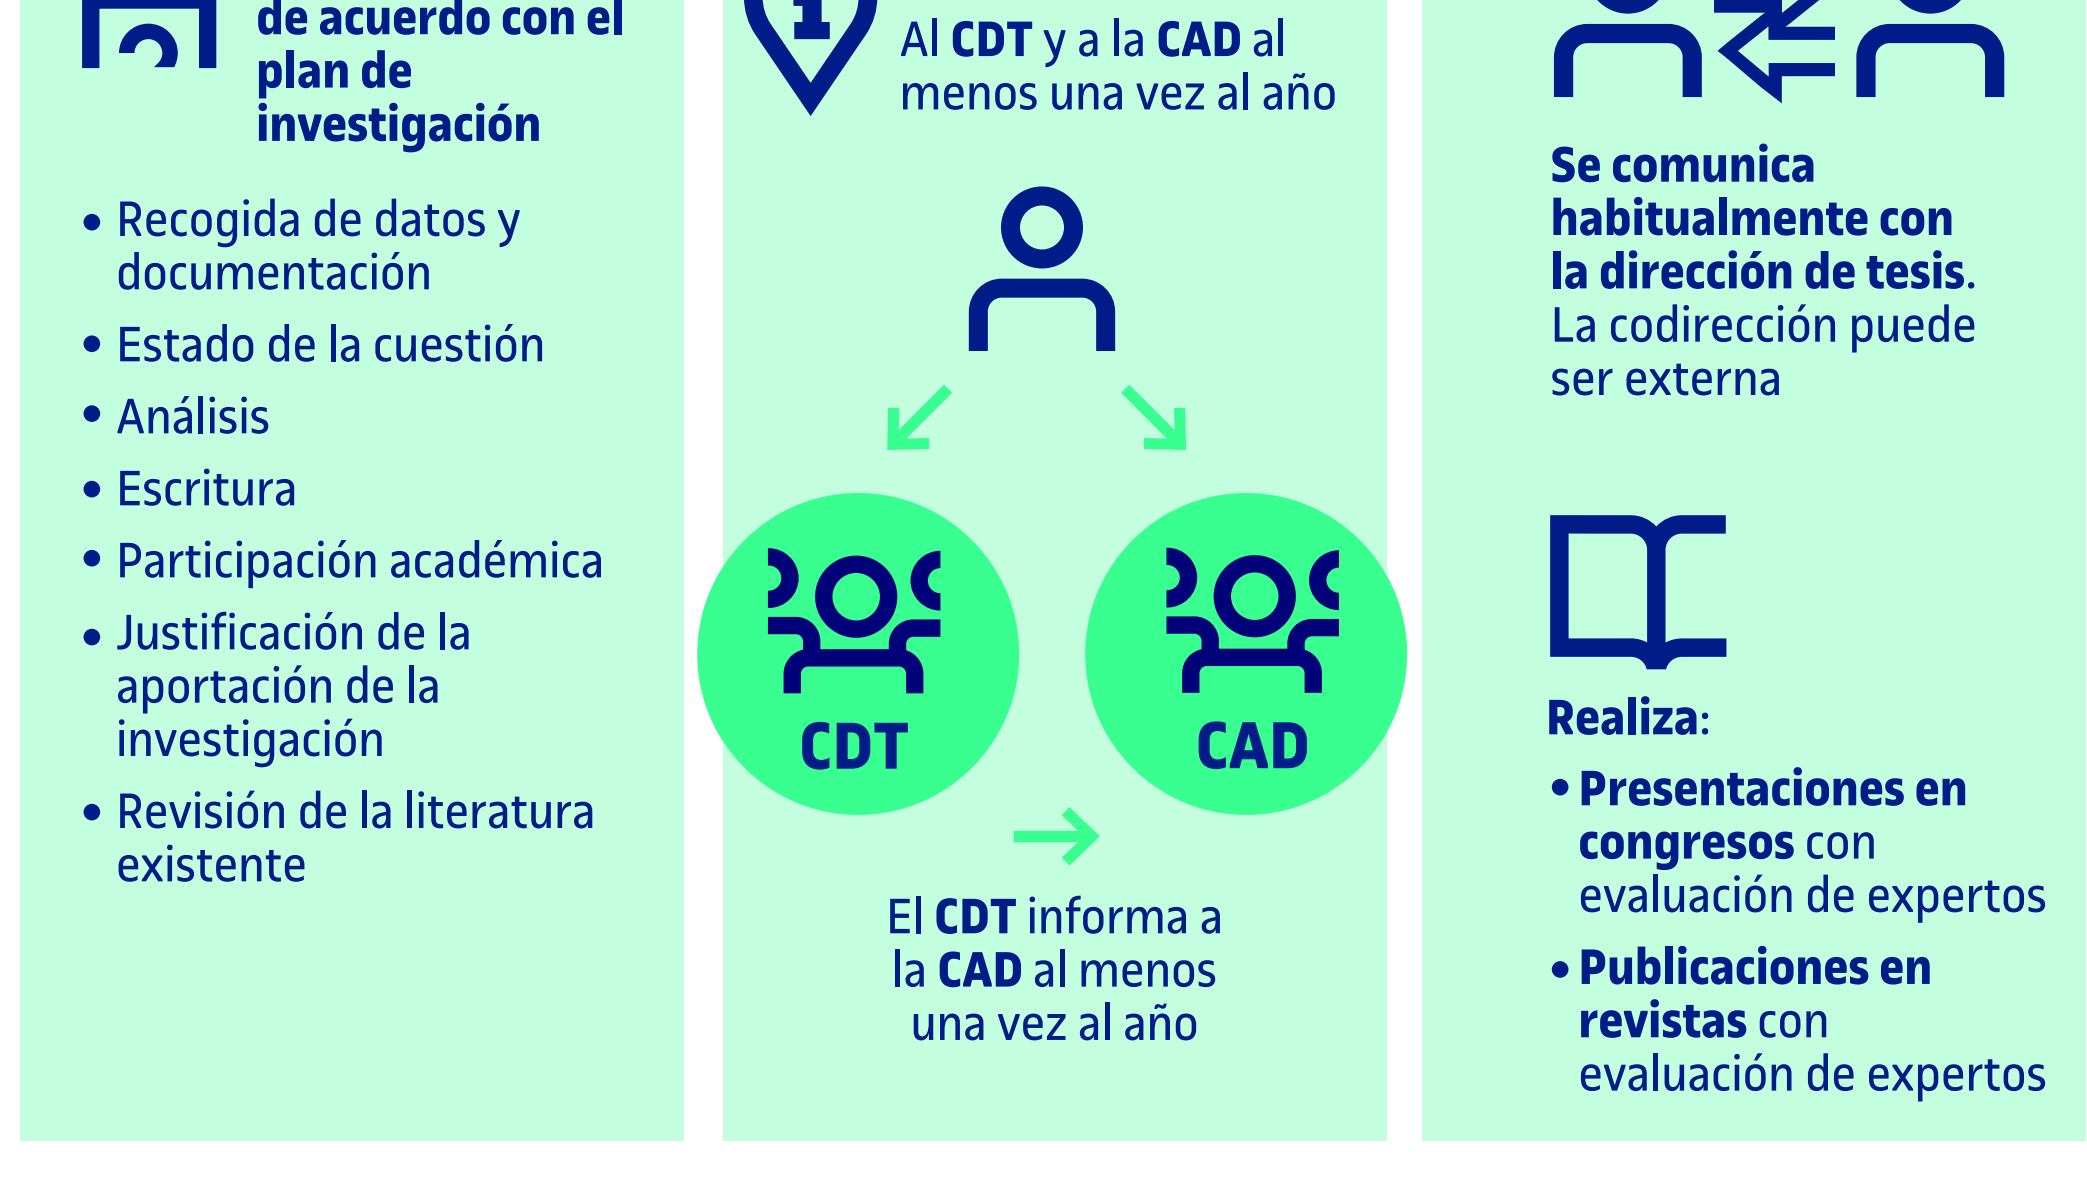 de acuerdo con el
plan de
investigación
• Recogida de datos y
documentación
• Estado de la cuestión
• Análisis
• Escritura
• Participación académica
• Justificación de la
aportación de la
investigación
• Revisión de la literatura
existente
Al CDT y a la CAD al
menos una vez al año
CDT
CAD
El CDT informa a
la CAD al menos
una vez al año
Se comunica
habitualmente con
la dirección de tesis.
La codirección puede
ser externa
Realiza:
• Presentaciones en
congresos con
evaluación de expertos
• Publicaciones en
revistas con
evaluación de expertos